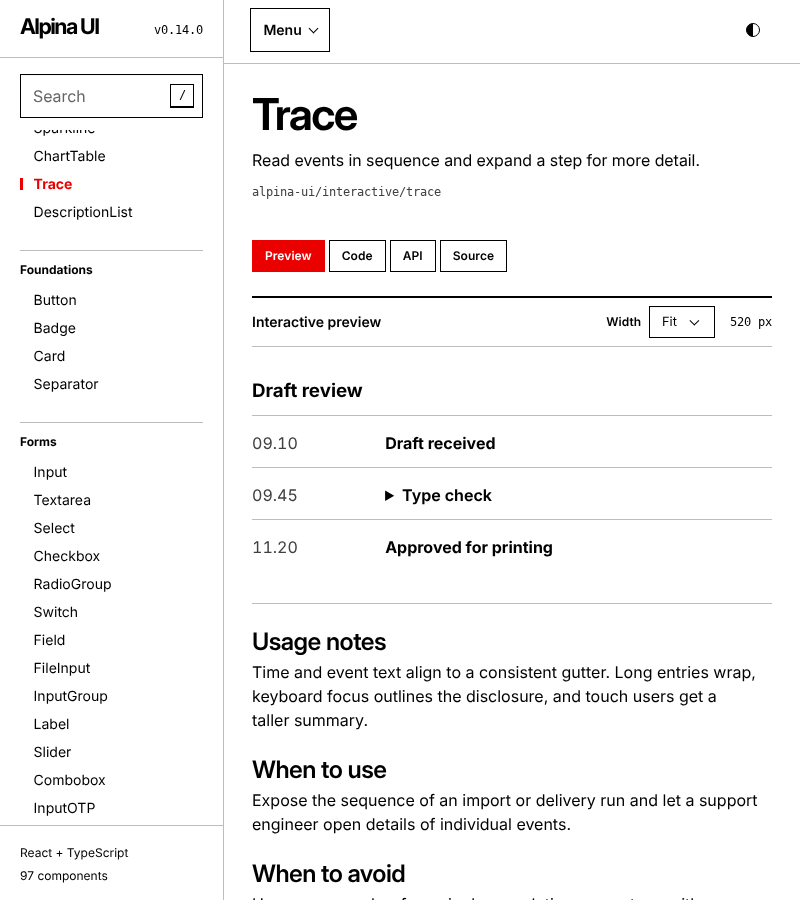 Alpina UI
v0.14.0
Search
/
Sparkline
ChartTable
Trace
DescriptionList
Foundations
Button
Badge
Card
Separator
Forms
Input
Textarea
Select
Checkbox
RadioGroup
Switch
Field
FileInput
InputGroup
Label
Slider
Combobox
InputOTP
React + TypeScript
97 components
Menu
Trace
Read events in sequence and expand a step for more detail.
alpina-ui/interactive/trace
Preview
Code
API
Source
Interactive preview
Width
Fit
520 px
Draft review
09.10
Draft received
09.45
Type check
11.20
Approved for printing
Usage notes
Time and event text align to a consistent gutter. Long entries wrap,
keyboard focus outlines the disclosure, and touch users get a
taller summary.
When to use
Expose the sequence of an import or delivery run and let a support
engineer open details of individual events.
When to avoid